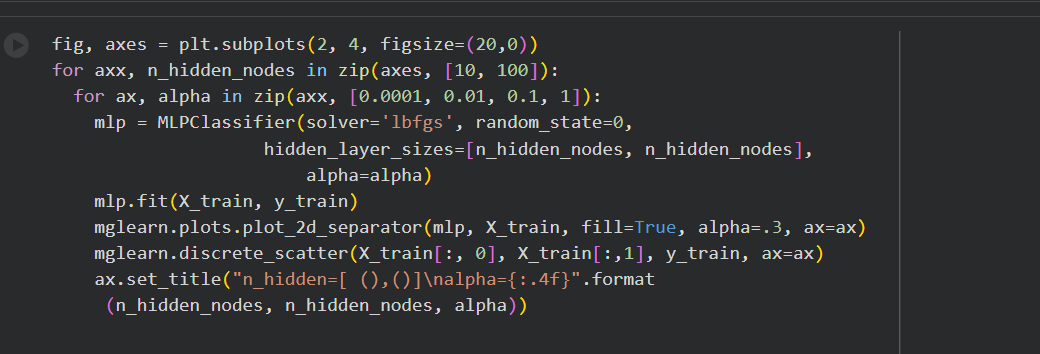 fig, axes = plt.subplots(2, 4, figsize=(20,0))
for axx, n_hidden_nodes in zip(axes, [10, 100]):
  for ax, alpha in zip(axx, [0.0001, 0.01, 0.1, 1]):
    mlp = MLPClassifier(solver='lbfgs', random_state=0,
                    hidden_layer_sizes=[n_hidden_nodes, n_hidden_nodes],
                        alpha=alpha)
    mlp.fit(X_train, y_train)
    mglearn.plots.plot_2d_separator(mlp, X_train, fill=True, alpha=.3, ax=ax)
    mglearn.discrete_scatter(X_train[:, 0], X_train[:,1], y_train, ax=ax)
    ax.set_title("n_hidden=[ (),()]\nalpha={:.4f}".format
     (n_hidden_nodes, n_hidden_nodes, alpha))